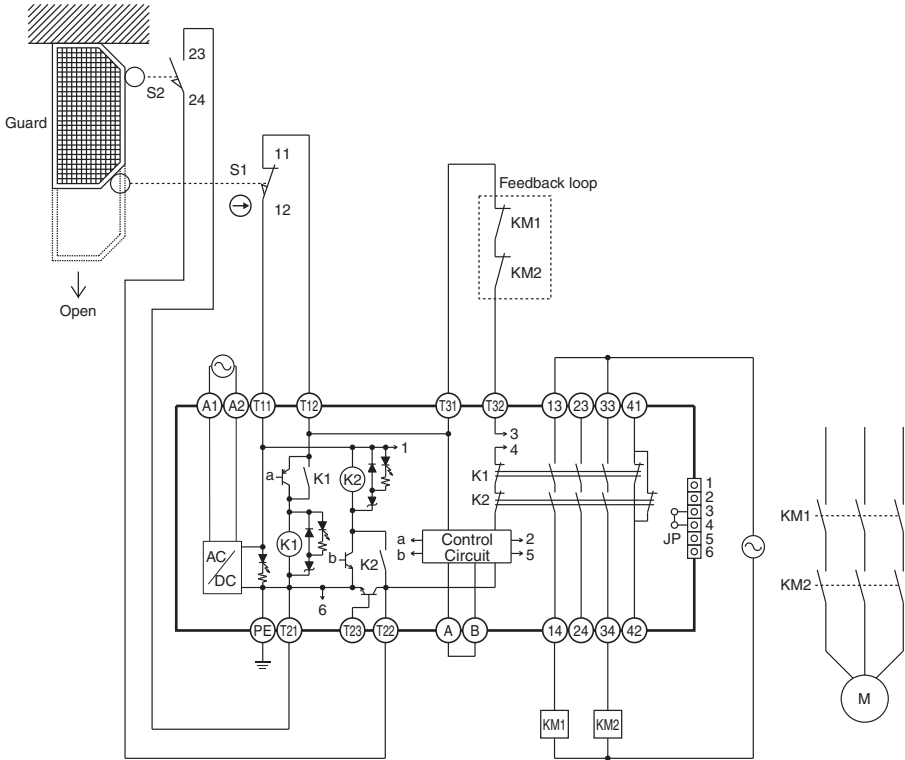 23
S2
24
Guard
11
S1
12
Feedback loop
KM1
KM2
Open
A1 A2 T11 T12 T31 T32 13 23 33 41
1
3
4
a
K1
K2
K1
K2
1
2
3
4
5
6
JP
KM1
KM2
K1
b
K2
a
b
Control
Circuit
2
5
AC/
DC
6
PE T21 T23 T22 A B 14 24 34 42
KM1
KM2
M